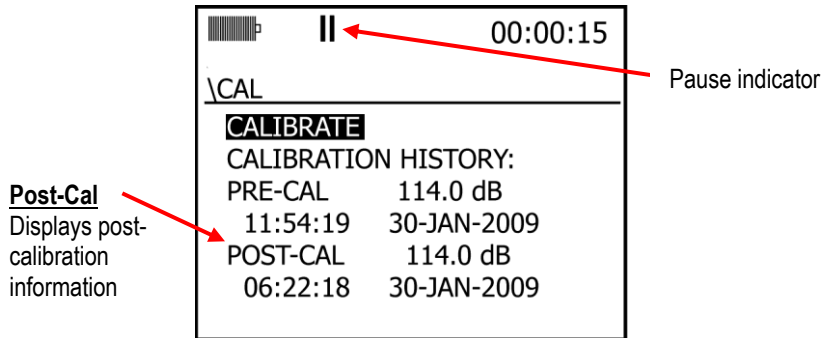 00:00:15
Pause indicator
\CAL
CALIBRATE
CALIBRATION HISTORY:
PRE-CAL 114.0 dB
11:54:19 30-JAN-2009
POST-CAL 114.0 dB
06:22:18 30-JAN-2009
Post-Cal
Displays post-
calibration
information